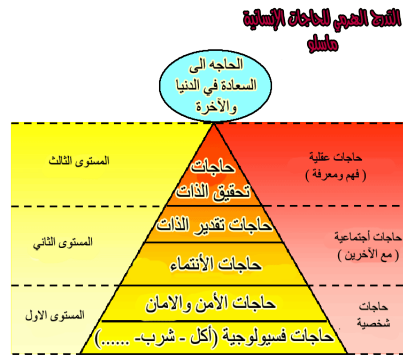 التدرج الهرمي للحاجات الإنسانية
ماسلو
الحاجه الى
السعادة في الدنيا
والآخرة
المستوى الثالث
حاجات
تحقيق الذات
حاجات عقلية
( فهم ومعرفة )
المستوى الثاني
حاجات تقدير الذات
حاجات الأنتماء
حاجات أجتماعية
( مع الآخرين )
المستوى الاول
حاجات الأمن والامان
حاجات فسيولوجية (أكل - شرب- ......)
حاجات
شخصية